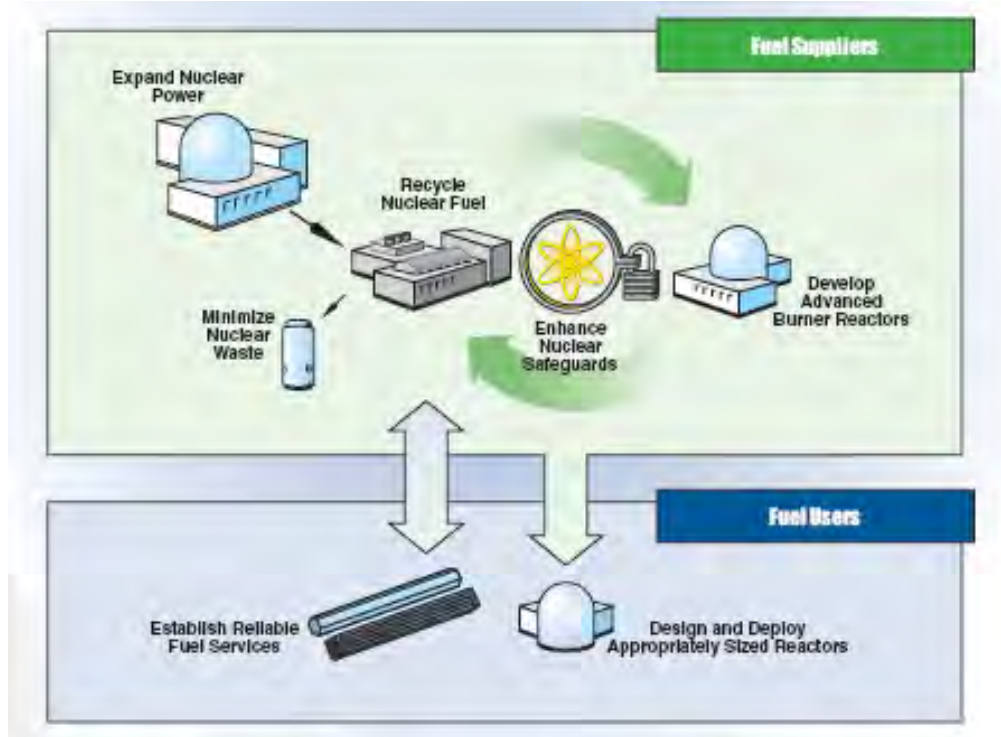 Fuel Suppliers
Expand Nuclear
Power
Recycle
Nuclear Fuel
Minimize
Nuclear
Waste
Enhance
Nuclear
Safeguards
Develop
Advanced
Burner Reactors
Fuel Users
Establish Reliable
Fuel Services
Design and Deploy
Appropriately Sized Reactors